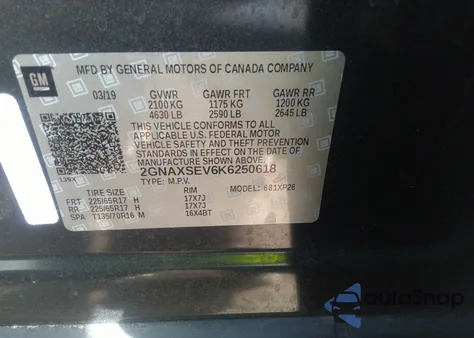 GM
MFD BY GENERAL MOTORS OF CANADA COMPANY
03/19 GVWR GAWR FRT GAWR RR
2100 KG 1175 KG 1200 KG
4630 LB 2590 LB 2645 LB
THIS VEHICLE CONFORMS TO ALL
APPLICABLE U.S. FEDERAL MOTOR
VEHICLE SAFETY AND THEFT
PREVENTION STANDARDS IN EFFECT
ON THE DATE OF MANUFACTURE
SHOWN ABOVE.
2GNAXSEV6K6250618
TYPE: M.P.V. MODEL: 681XP26
TIRE RIM
FRT 225/65R17 H 17X7J
RR 225/65R17 H 17X7J
SPA T135/70R16 M 16X4BT
autoSnap